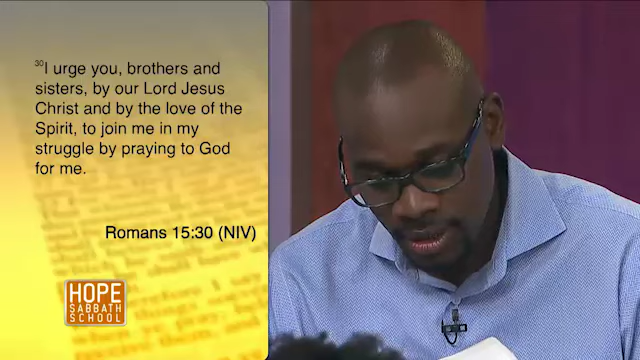 30I urge you, brothers and
sisters, by our Lord Jesus
Christ and by the love of the
Spirit, to join me in my
struggle by praying to God
for me.
Romans 15:30 (NIV)
HOPE
SABBATH
SCHOOL